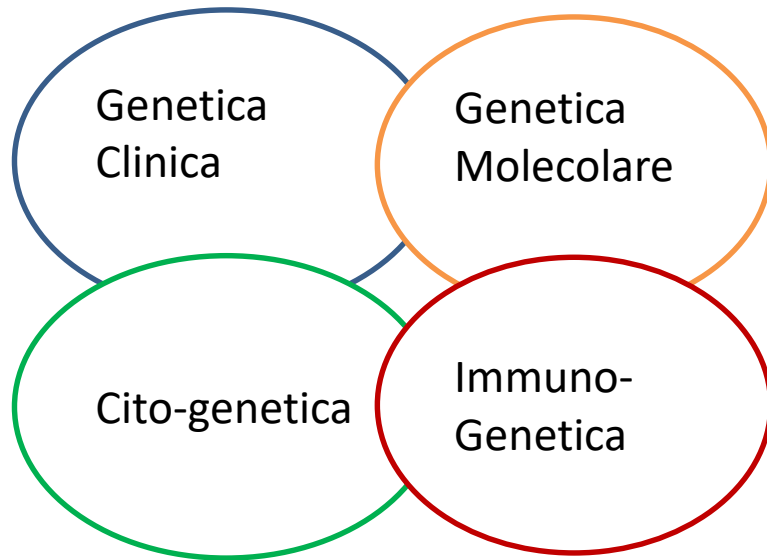 Genetica
Clinica
Genetica
Molecolare
Cito-genetica
Immuno-
Genetica